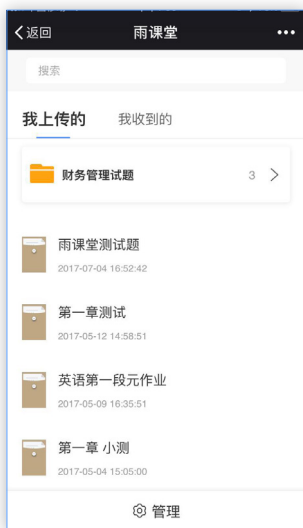 返回
雨课堂
搜索
我上传的
我收到的
财务管理试题
3
雨课堂测试题
2017-07-04 16:52:42
第一章测试
2017-05-12 14:58:51
英语第一段元作业
2017-05-09 16:35:51
第一章 小测
2017-05-04 15:05:00
管理